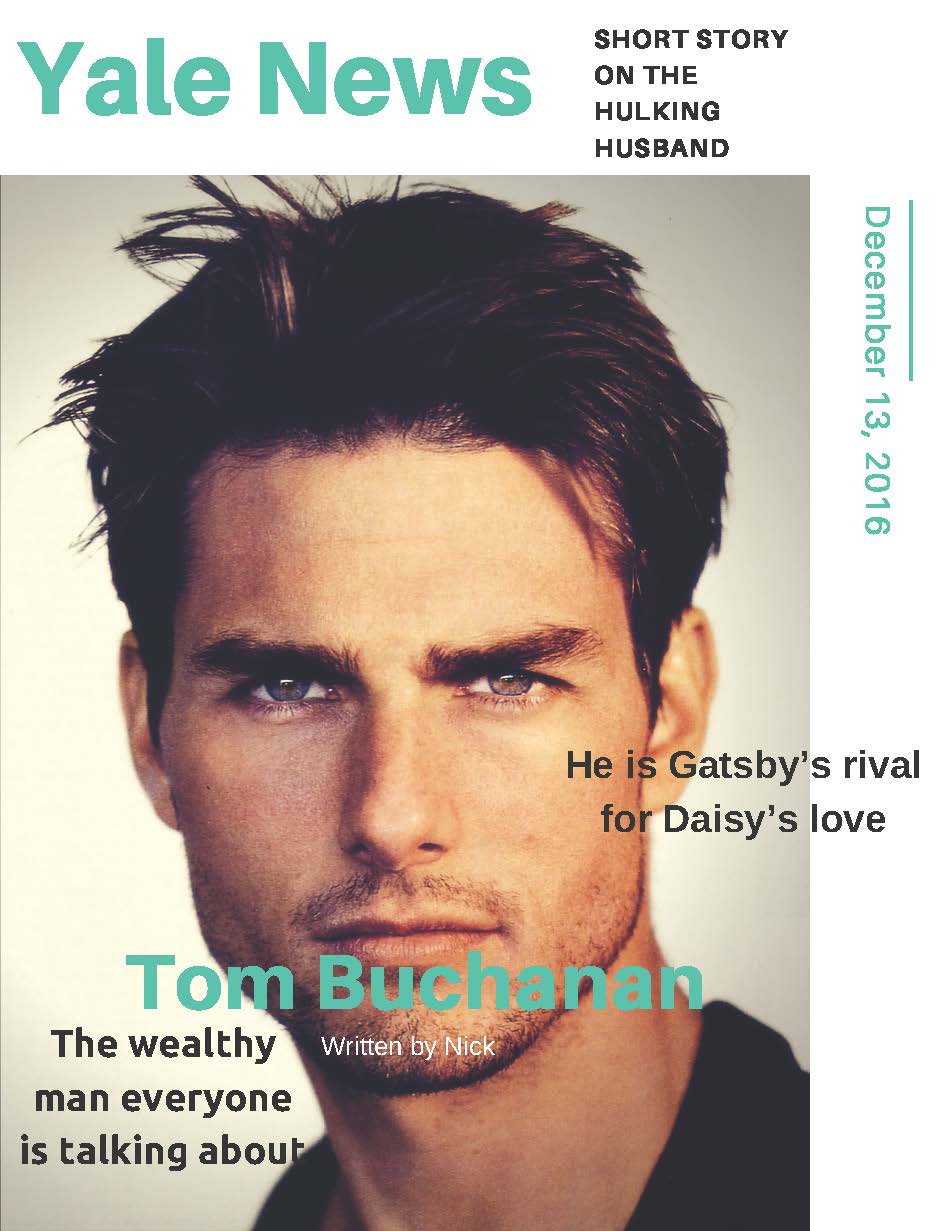 Yale News
SHORT STORY
ON THE
HULKING
HUSBAND
December 13, 2016
He is Gatsby’s rival
for Daisy’s love
Tom Buchanan
Written by Nick
The wealthy
man everyone
is talking about